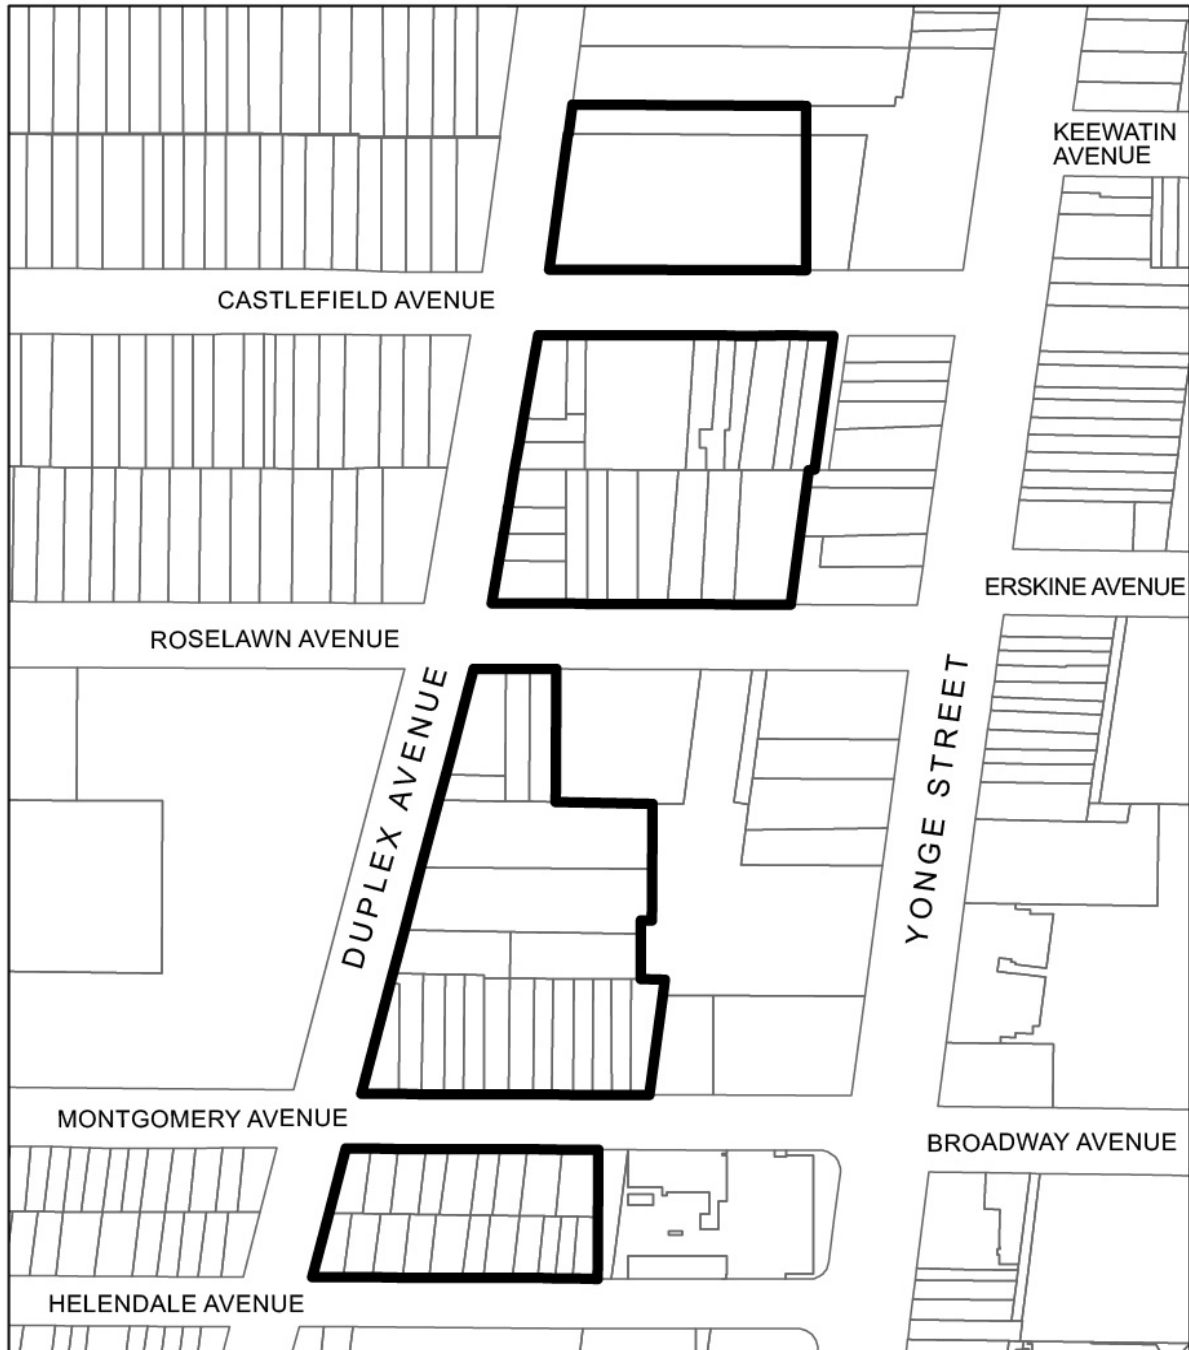 KEEWATIN
AVENUE
CASTLEFIELD AVENUE
ERSKINE AVENUE
ROSELAWN AVENUE
DUPLEX AVENUE
YONGE STREET
MONTGOMERY AVENUE
BROADWAY AVENUE
HELENDALE AVENUE